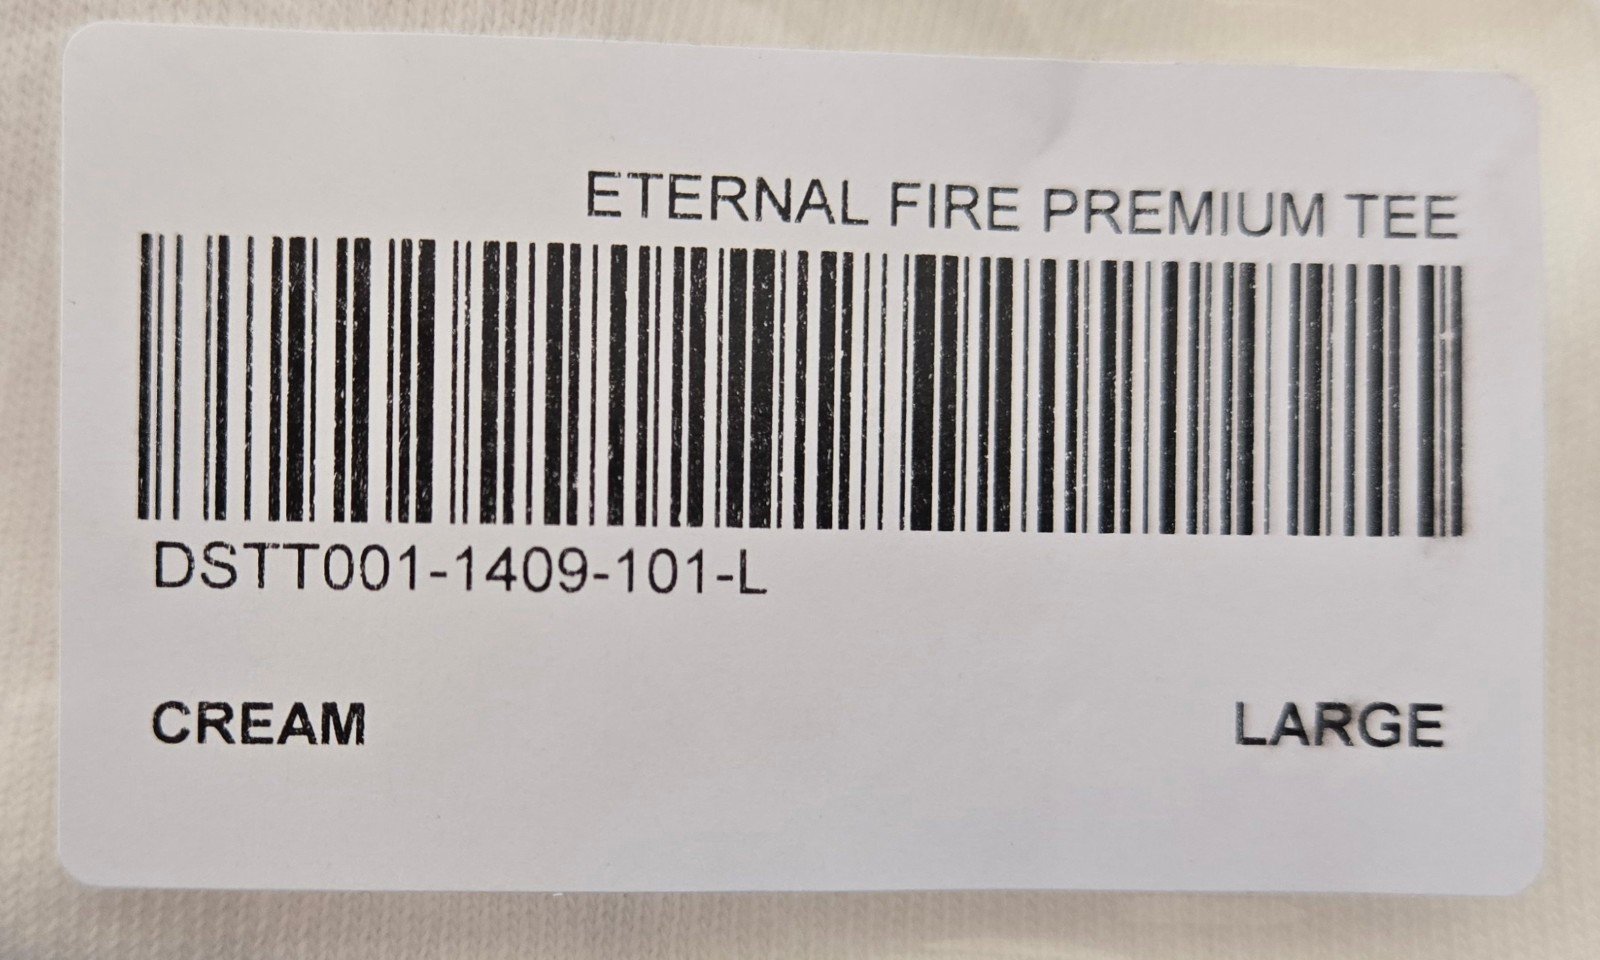 ETERNAL FIRE PREMIUM TEE
DSTT001-1409-101-L
CREAM
LARGE